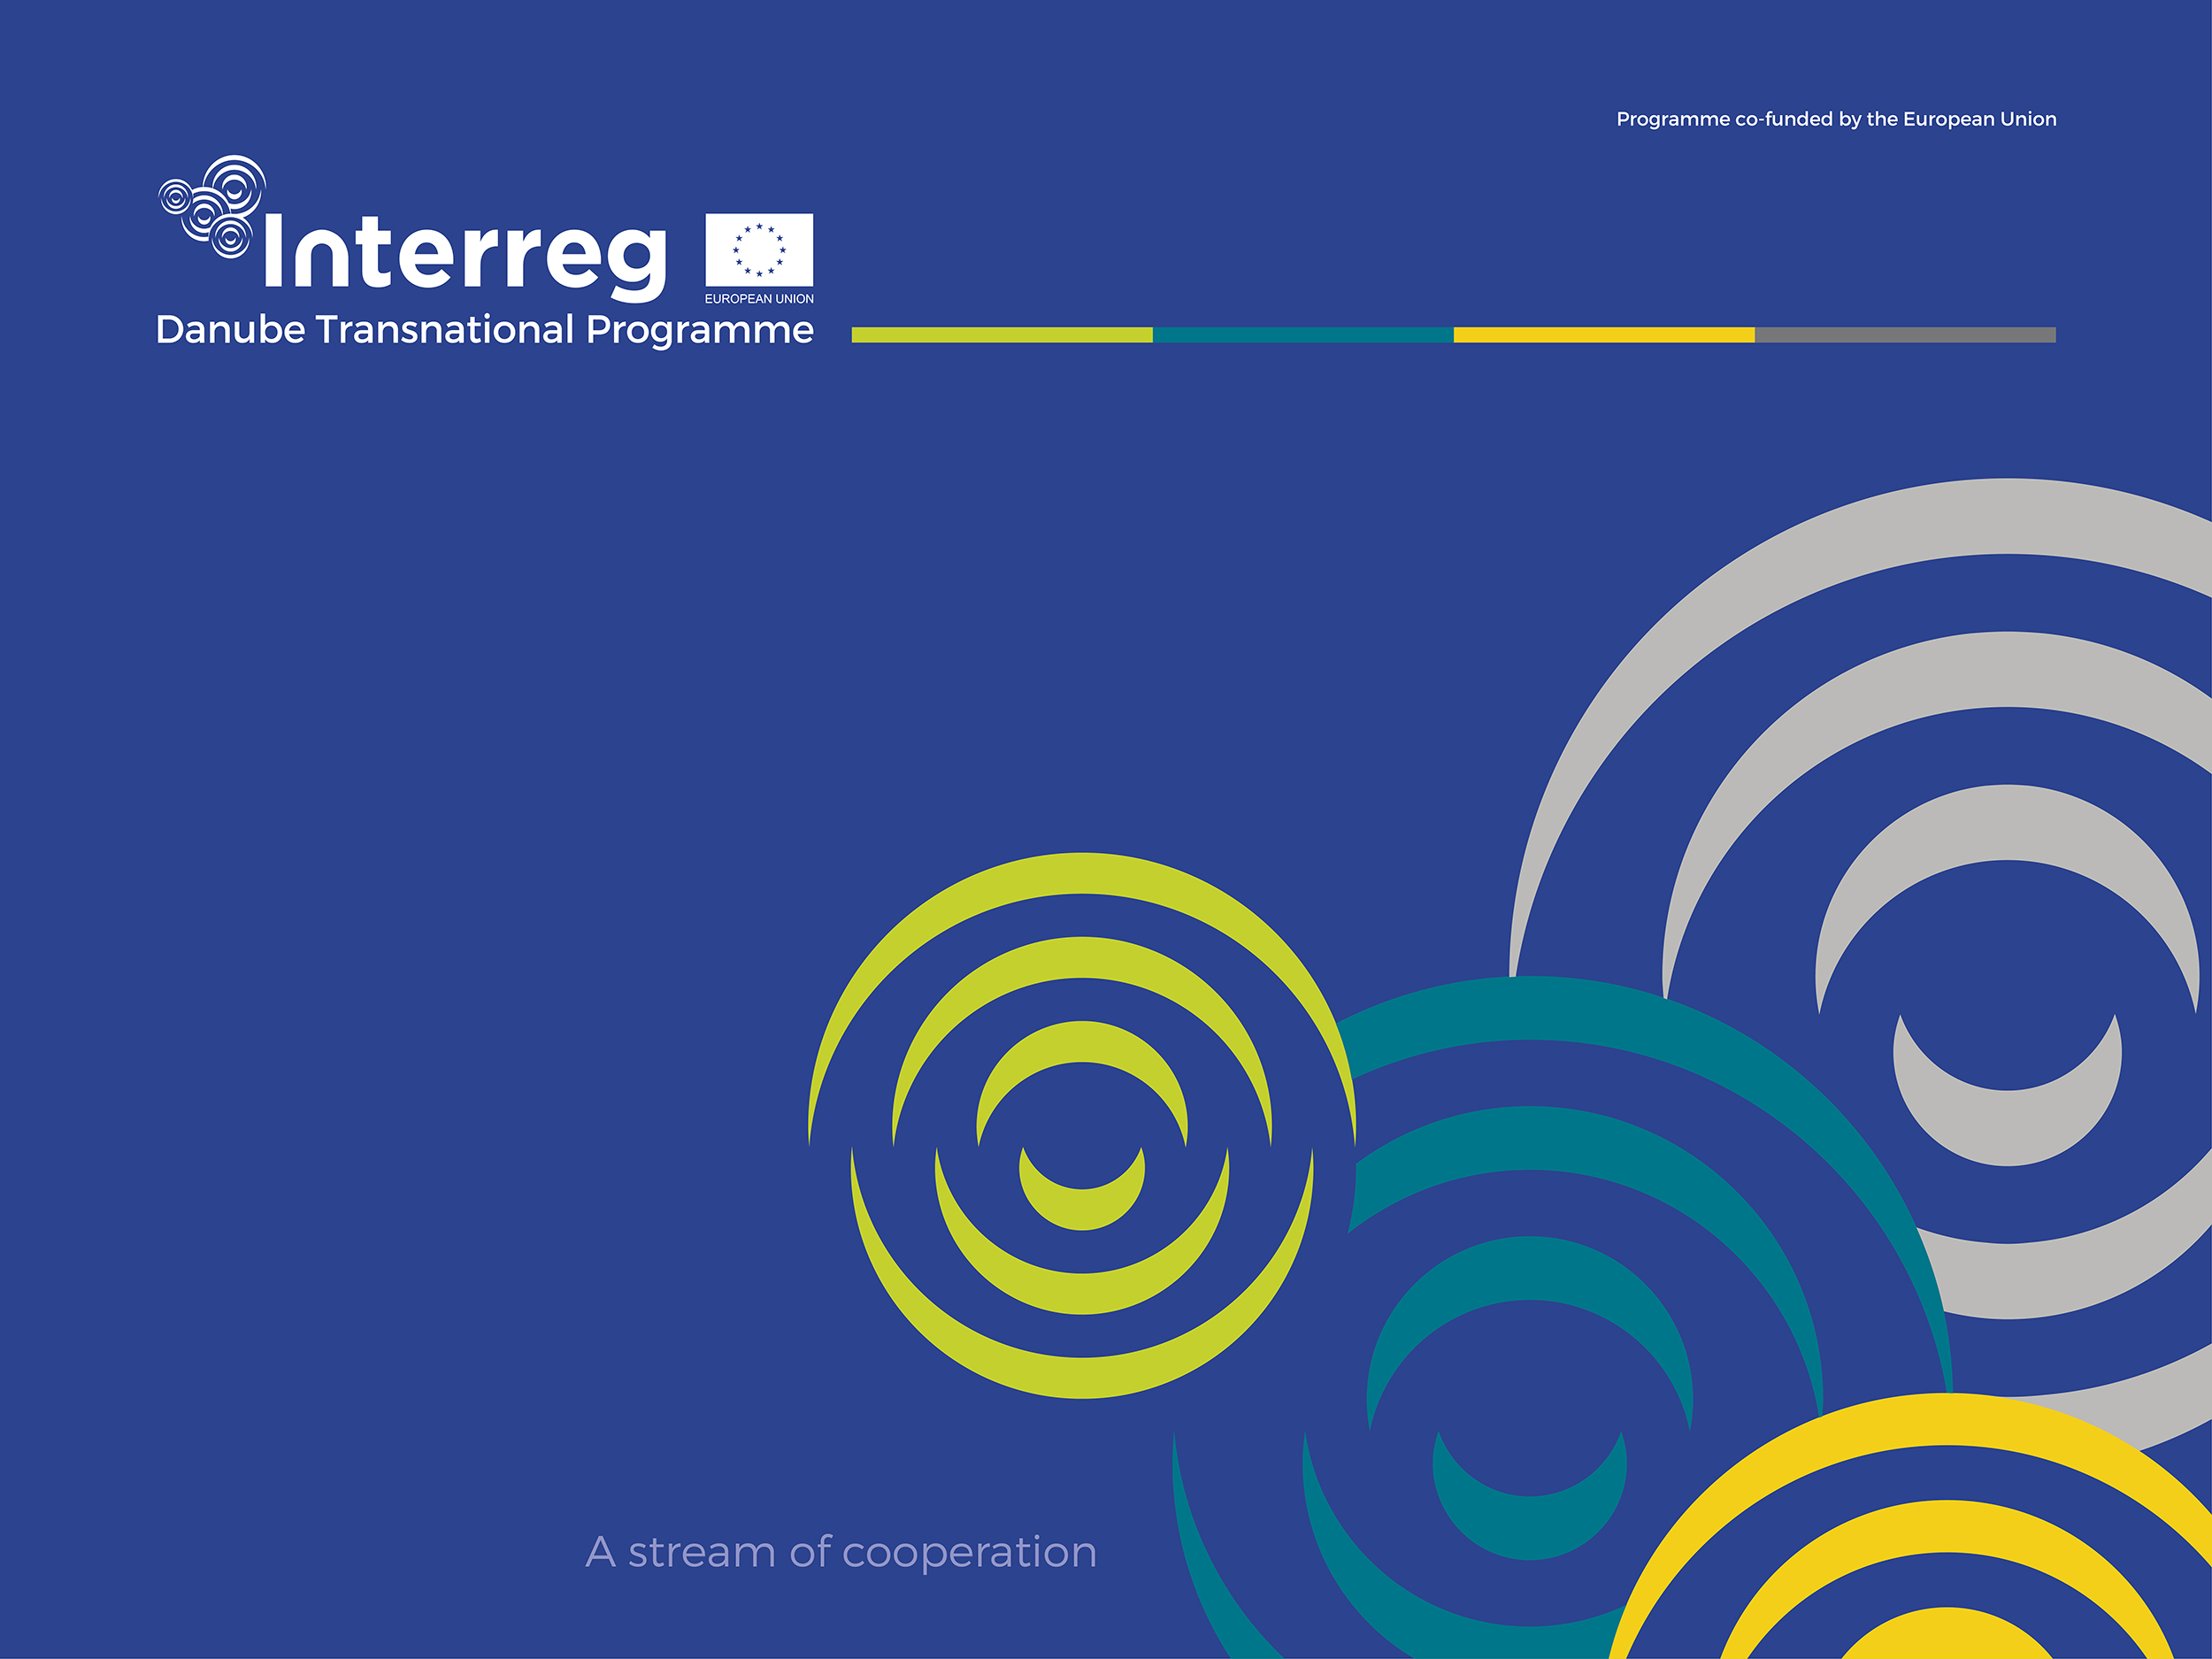 Programme co-funded by the European Union
Interreg
EUROPEAN UNION
Danube Transnational Programme
A stream of cooperation